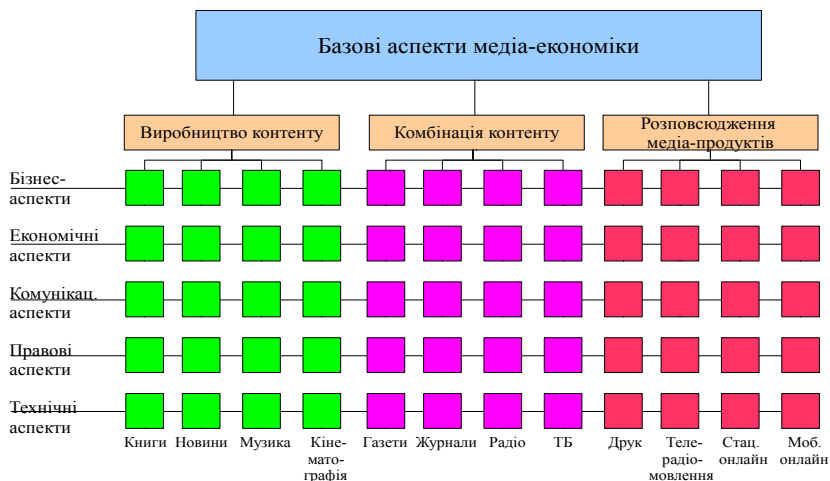 Базові аспекти медіа-економіки
Виробництво контенту
Комбінація контенту
Розповсюдження
медіа-продуктів
Бізнес-
аспекти
Економічні
аспекти
Комунікац.
аспекти
Правові
аспекти
Технічні
аспекти
Книги
Новини
Музика
Кіне-
мато-
графія
Газети
Журнали
Радіо
ТБ
Друк
Теле-
радіо-
мовлення
Стац.
онлайн
Моб.
онлайн